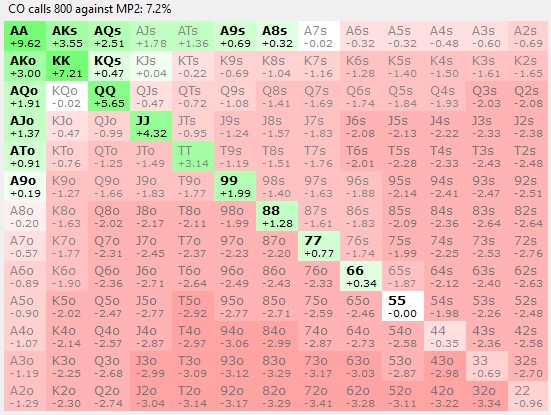 CO calls 800 against MP2: 7.2%
AA AKs AQs AJs ATs A9s A8s A7s A6s A5s A4s A3s A2s
+9.62 +3.55 +2.51 +1.78 +1.36 +0.69 +0.32 -0.02 -0.32 -0.32 -0.48 -0.60 -0.69
AKo KK KQs KJs KTs K9s K8s K7s K6s K5s K4s K3s K2s
+3.00 +7.21 +0.47 +0.04 -0.22 -0.69 -1.04 -1.16 -1.28 -1.40 -1.50 -1.61 -1.65
AQo KQo QQ QJs QTs Q9s Q8s Q7s Q6s Q5s Q4s Q3s Q2s
+1.91 -0.02 +5.65 -0.47 -0.72 -1.08 -1.41 -1.69 -1.74 -1.84 -1.94 -2.03 -2.08
AJo KJo QJo JJ JTs J9s J8s J7s J6s J5s J4s J3s J2s
+1.37 -0.47 -0.99 +4.32 -0.95 -1.24 -1.57 -1.83 -2.08 -2.13 -2.22 -2.33 -2.38
ATo KTo QTo JTo TT T9s T8s T7s T6s T5s T4s T3s T2s
+0.91 -0.76 -1.25 -1.49 +3.14 -1.19 -1.51 -1.76 -2.01 -2.28 -2.33 -2.43 -2.48
A9o K9o Q9o J9o T9o 99 98s 97s 96s 95s 94s 93s 92s
+0.19 -1.27 -1.66 -1.83 -1.77 +1.99 -1.40 -1.63 -1.88 -2.14 -2.41 -2.47 -2.51
A8o K8o Q8o J8o T8o 98o 88 87s 86s 85s 84s 83s 82s
-0.20 -1.63 -2.02 -2.17 -2.11 -1.99 +1.28 -1.61 -1.83 -2.09 -2.36 -2.64 -2.64
A7o K7o Q7o J7o T7o 97o 87o 77 76s 75s 74s 73s 72s
-0.57 -1.77 -2.31 -2.45 -2.37 -2.23 -2.20 +0.77 -1.74 -1.99 -2.25 -2.53 -2.76
A6o K6o Q6o J6o T6o 96o 86o 76o 66 65s 64s 63s 62s
-0.89 -1.90 -2.36 -2.71 -2.64 -2.49 -2.43 -2.33 +0.34 -1.87 -2.12 -2.40 -2.63
A5o K5o Q5o J5o T5o 95o 85o 75o 65o 55 54s 53s 52s
-0.90 -2.02 -2.47 -2.77 -2.92 -2.77 -2.71 -2.59 -2.46 -0.00 -1.98 -2.26 -2.48
A4o K4o Q4o J4o T4o 94o 84o 74o 64o 54o 44 43s 42s
-1.07 -2.14 -2.57 -2.87 -2.97 -3.06 -2.99 -2.87 -2.73 -2.58 -0.35 -2.36 -2.58
A3o K3o Q3o J3o T3o 93o 83o 73o 63o 53o 43o 33 32s
-1.19 -2.25 -2.68 -2.99 -3.09 -3.12 -3.29 -3.17 -3.03 -2.87 -2.98 -0.69 -2.70
A2o K2o Q2o J2o T2o 92o 82o 72o 62o 52o 42o 32o 22
-1.29 -2.30 -2.74 -3.04 -3.14 -3.17 -3.29 -3.41 -3.28 -3.11 -3.22 -3.34 -0.96